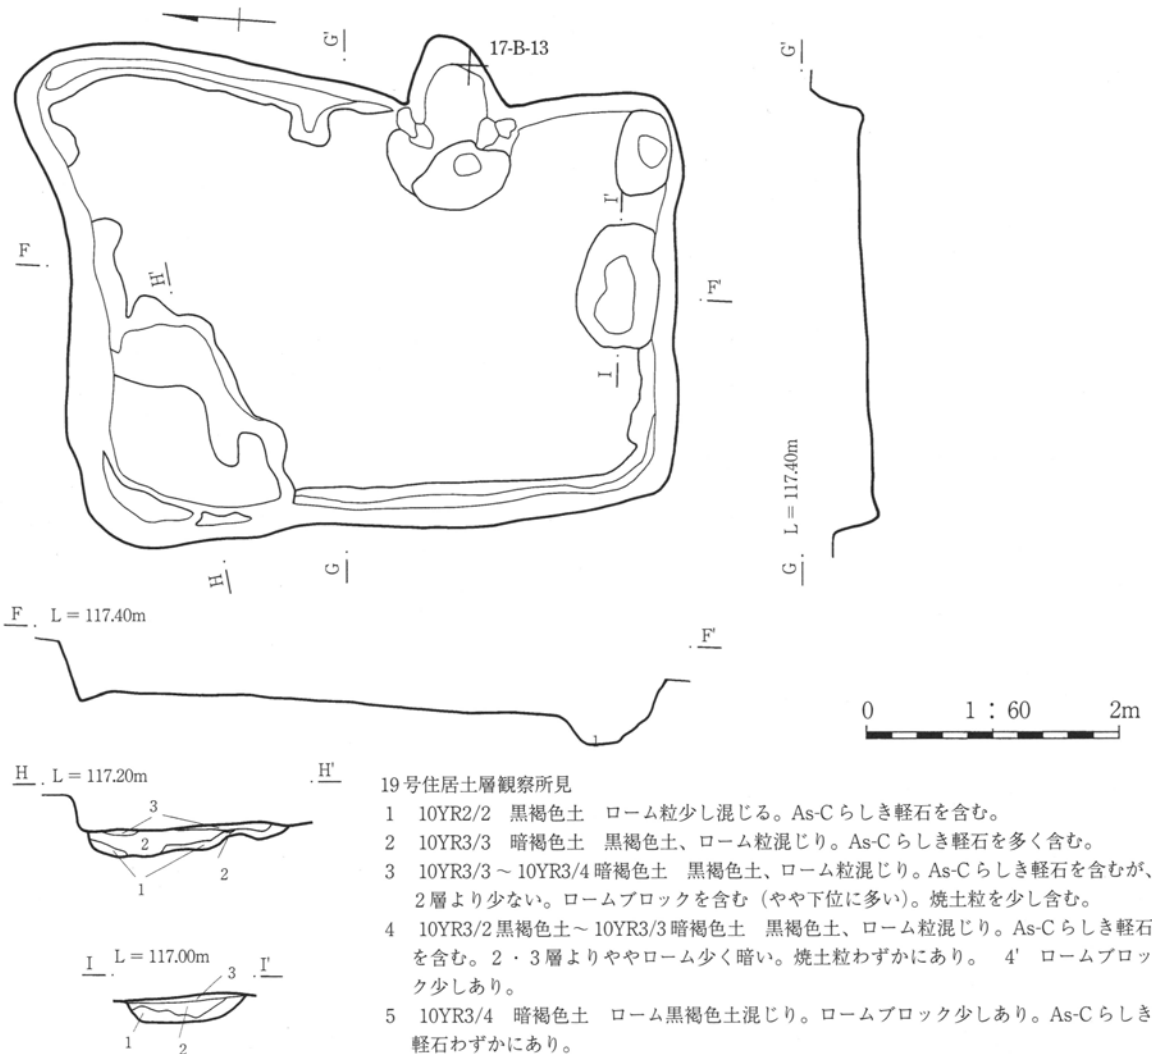 G'
17-B-13
G'
F
H'
I'
F'
I
L = 117.40m
H
G
G
F L = 117.40m
F'
1
0 1:60 2m
H L = 117.20m H'
3
2
1 2
I L = 117.00m I'
3
1 2
19号住居土層観察所見
1 10YR2/2 黒褐色土 ローム粒少し混じる。As-Cらしき軽石を含む。
2 10YR3/3 暗褐色土 黒褐色土、ローム粒混じり。As-Cらしき軽石を多く含む。
3 10YR3/3～10YR3/4暗褐色土 黒褐色土、ローム粒混じり。As-Cらしき軽石を含むが、
2層より少ない。ロームブロックを含む（やや下位に多い）。焼土粒を少し含む。
4 10YR3/2黒褐色土～10YR3/3暗褐色土 黒褐色土、ローム粒混じり。As-Cらしき軽石
を含む。2・3層よりややローム少く暗い。焼土粒わずかにあり。 4' ロームブロッ
ク少しあり。
5 10YR3/4 暗褐色土 ローム黒褐色土混じり。ロームブロック少しあり。As-Cらしき
軽石わずかにあり。